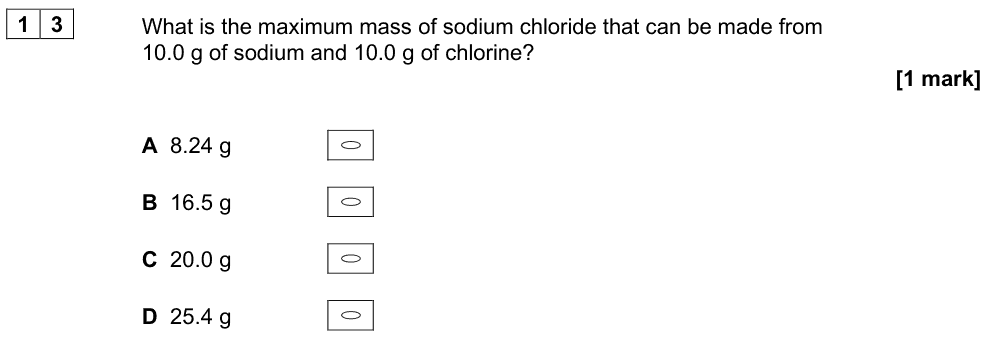 1 3 What is the maximum mass of sodium chloride that can be made from
10.0 g of sodium and 10.0 g of chlorine?
[1 mark]
A 8.24 g
B 16.5 g
C 20.0 g
D 25.4 g